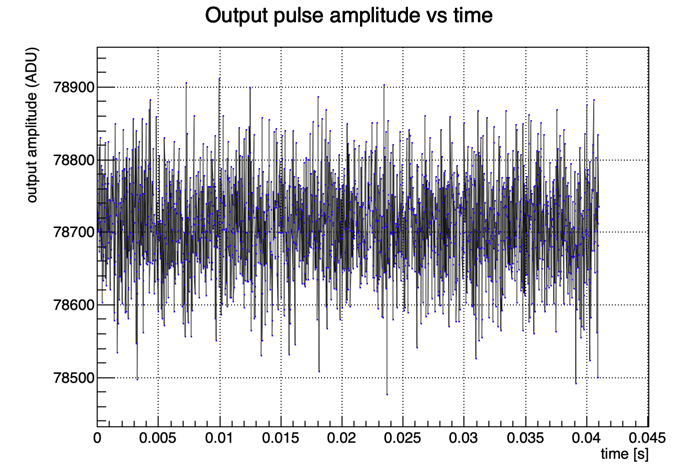 Output pulse amplitude vs time
output amplitude (ADU)
78900
78800
78700
78600
78500
0 0.005 0.01 0.015 0.02 0.025 0.03 0.035 0.04 0.045
time [s]